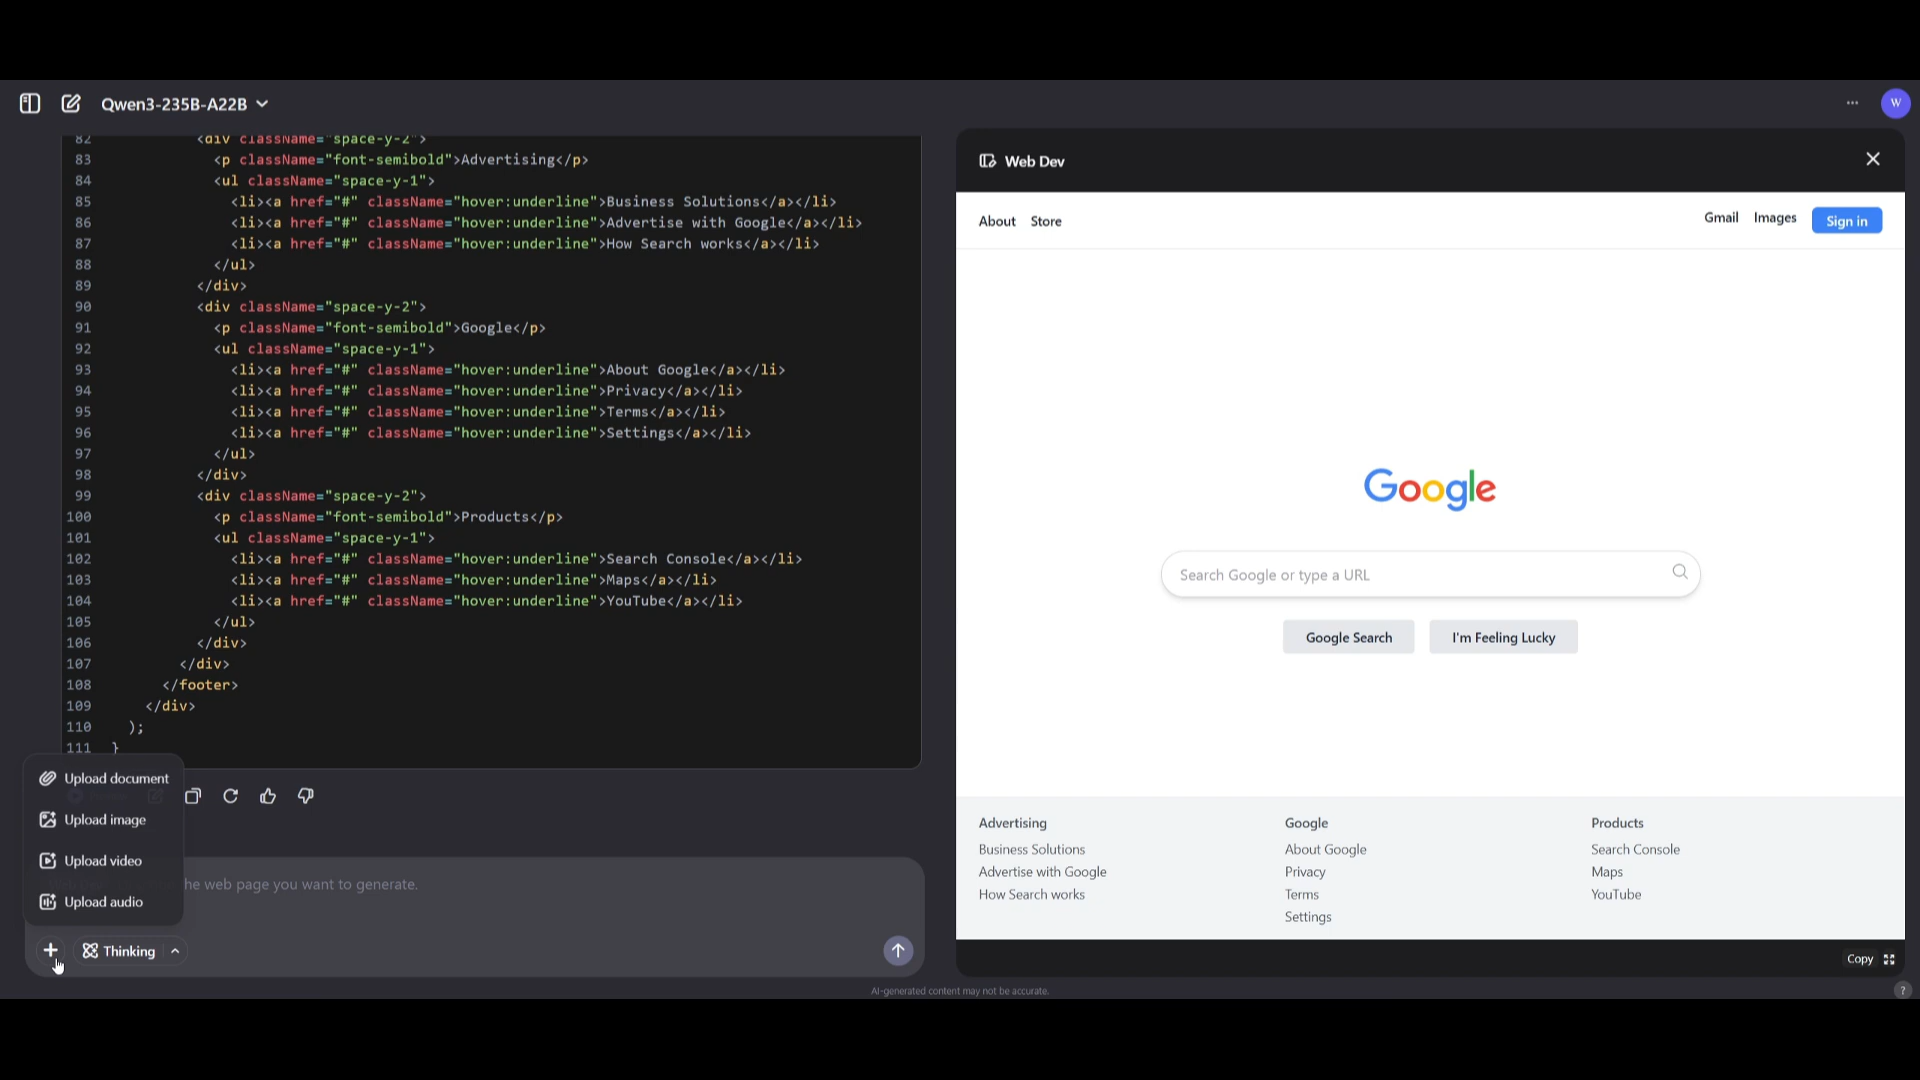 Qwen3-235B-A22B
W
82 <div className="space-y-2">
83 <p className="font-semibold">Advertising</p>
84 <ul className="space-y-1">
85 <li><a href="#" className="hover:underline">Business Solutions</a></li>
86 <li><a href="#" className="hover:underline">Advertise with Google</a></li>
87 <li><a href="#" className="hover:underline">How Search works</a></li>
88 </ul>
89 </div>
90 <div className="space-y-2">
91 <p className="font-semibold">Google</p>
92 <ul className="space-y-1">
93 <li><a href="#" className="hover:underline">About Google</a></li>
94 <li><a href="#" className="hover:underline">Privacy</a></li>
95 <li><a href="#" className="hover:underline">Terms</a></li>
96 <li><a href="#" className="hover:underline">Settings</a></li>
97 </ul>
98 </div>
99 <div className="space-y-2">
100 <p className="font-semibold">Products</p>
101 <ul className="space-y-1">
102 <li><a href="#" className="hover:underline">Search Console</a></li>
103 <li><a href="#" className="hover:underline">Maps</a></li>
104 <li><a href="#" className="hover:underline">YouTube</a></li>
105 </ul>
106 </div>
107 </div>
108 </footer>
109 </div>
110 );
111 }
Upload document
Upload image
Upload video
Upload audio
he web page you want to generate.
Thinking
Web Dev
About Store
Gmail Images Sign in
Google
Search Google or type a URL
Google Search I'm Feeling Lucky
Advertising
Business Solutions
Advertise with Google
How Search works
Google
About Google
Privacy
Terms
Settings
Products
Search Console
Maps
YouTube
Copy
AI-generated content may not be accurate.
?